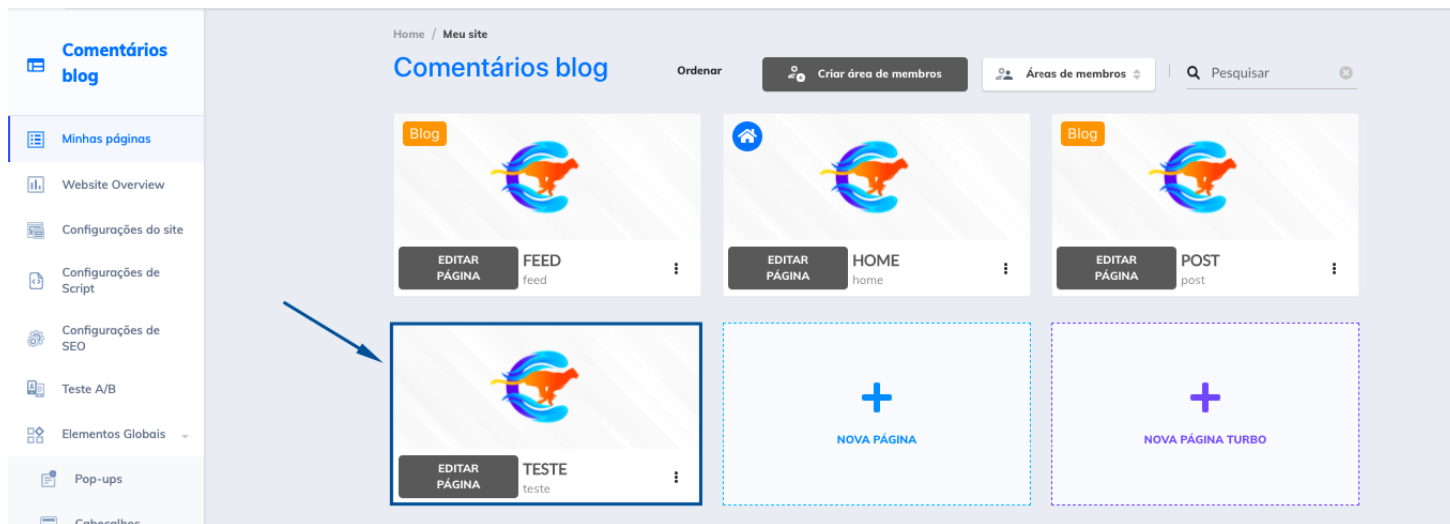 Comentários
blog
Minhas páginas
Website Overview
Configurações do site
Configurações de
Script
Configurações de
SEO
Teste A/B
Elementos Globais
Pop-ups
Cabeçalhos
Home / Meu site
Comentários blog
Ordenar
Criar área de membros
Áreas de membros
Pesquisar
Blog
EDITAR
PÁGINA
FEED
feed
EDITAR
PÁGINA
HOME
home
Blog
EDITAR
PÁGINA
POST
post
EDITAR
PÁGINA
TESTE
teste
NOVA PÁGINA
NOVA PÁGINA TURBO